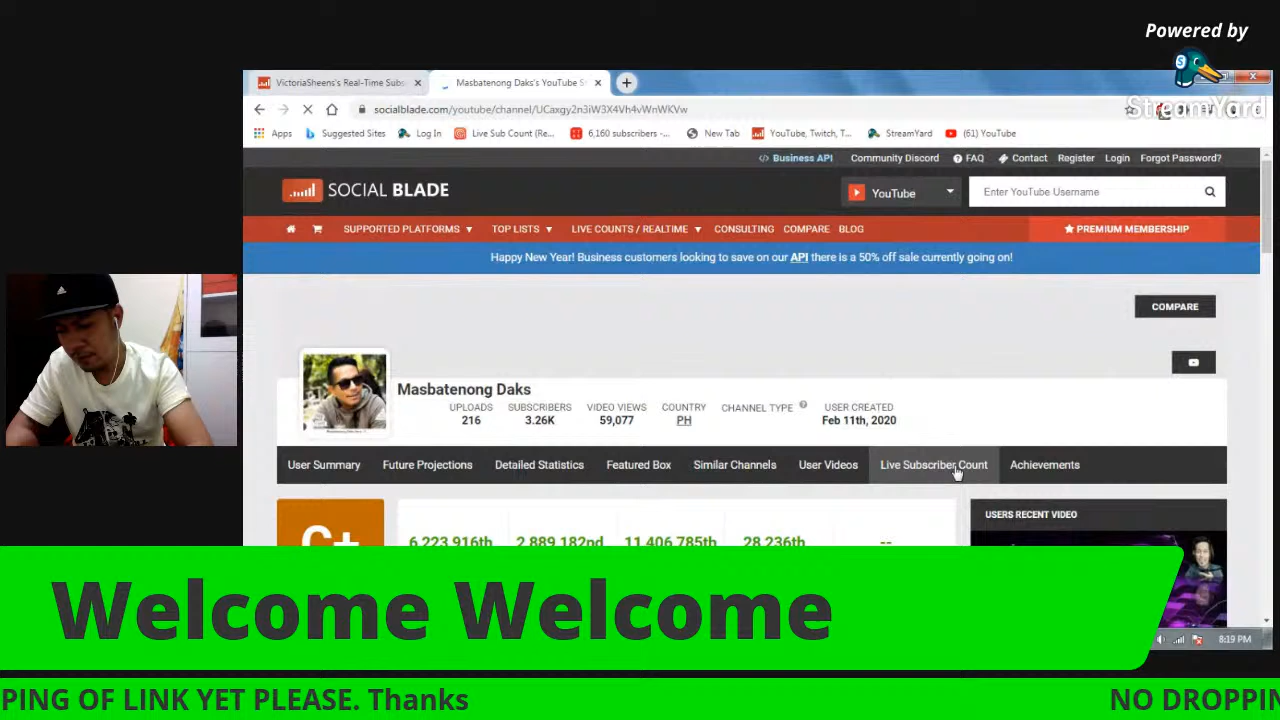 Powered by
StreamYard
VictoriaSheens's Real-Time Subs
Masbatenong Daks's YouTube S
socialblade.com/youtube/channel/UCaxgy2n3iW3X4Vh4vWnWKVw
Apps
Suggested Sites
Log In
Live Sub Count (Re...
6,160 subscribers -...
New Tab
YouTube, Twitch, T...
StreamYard
(61) YouTube
Business API
Community Discord
FAQ
Contact
Register
Login
Forgot Password?
SOCIAL BLADE
YouTube
Enter YouTube Username
SUPPORTED PLATFORMS
TOP LISTS
LIVE COUNTS / REALTIME
CONSULTING
COMPARE
BLOG
PREMIUM MEMBERSHIP
Happy New Year! Business customers looking to save on our API there is a 50% off sale currently going on!
COMPARE
Masbatenong Daks
UPLOADS
216
SUBSCRIBERS
3.26K
VIDEO VIEWS
59,077
COUNTRY
PH
CHANNEL TYPE
USER CREATED
Feb 11th, 2020
User Summary
Future Projections
Detailed Statistics
Featured Box
Similar Channels
User Videos
Live Subscriber Count
Achievements
C+
6,223,916th
2,889,182nd
11,406,785th
28,236th
--
USERS RECENT VIDEO
8:19 PM
Welcome Welcome
PING OF LINK YET PLEASE. Thanks
NO DROPPIN